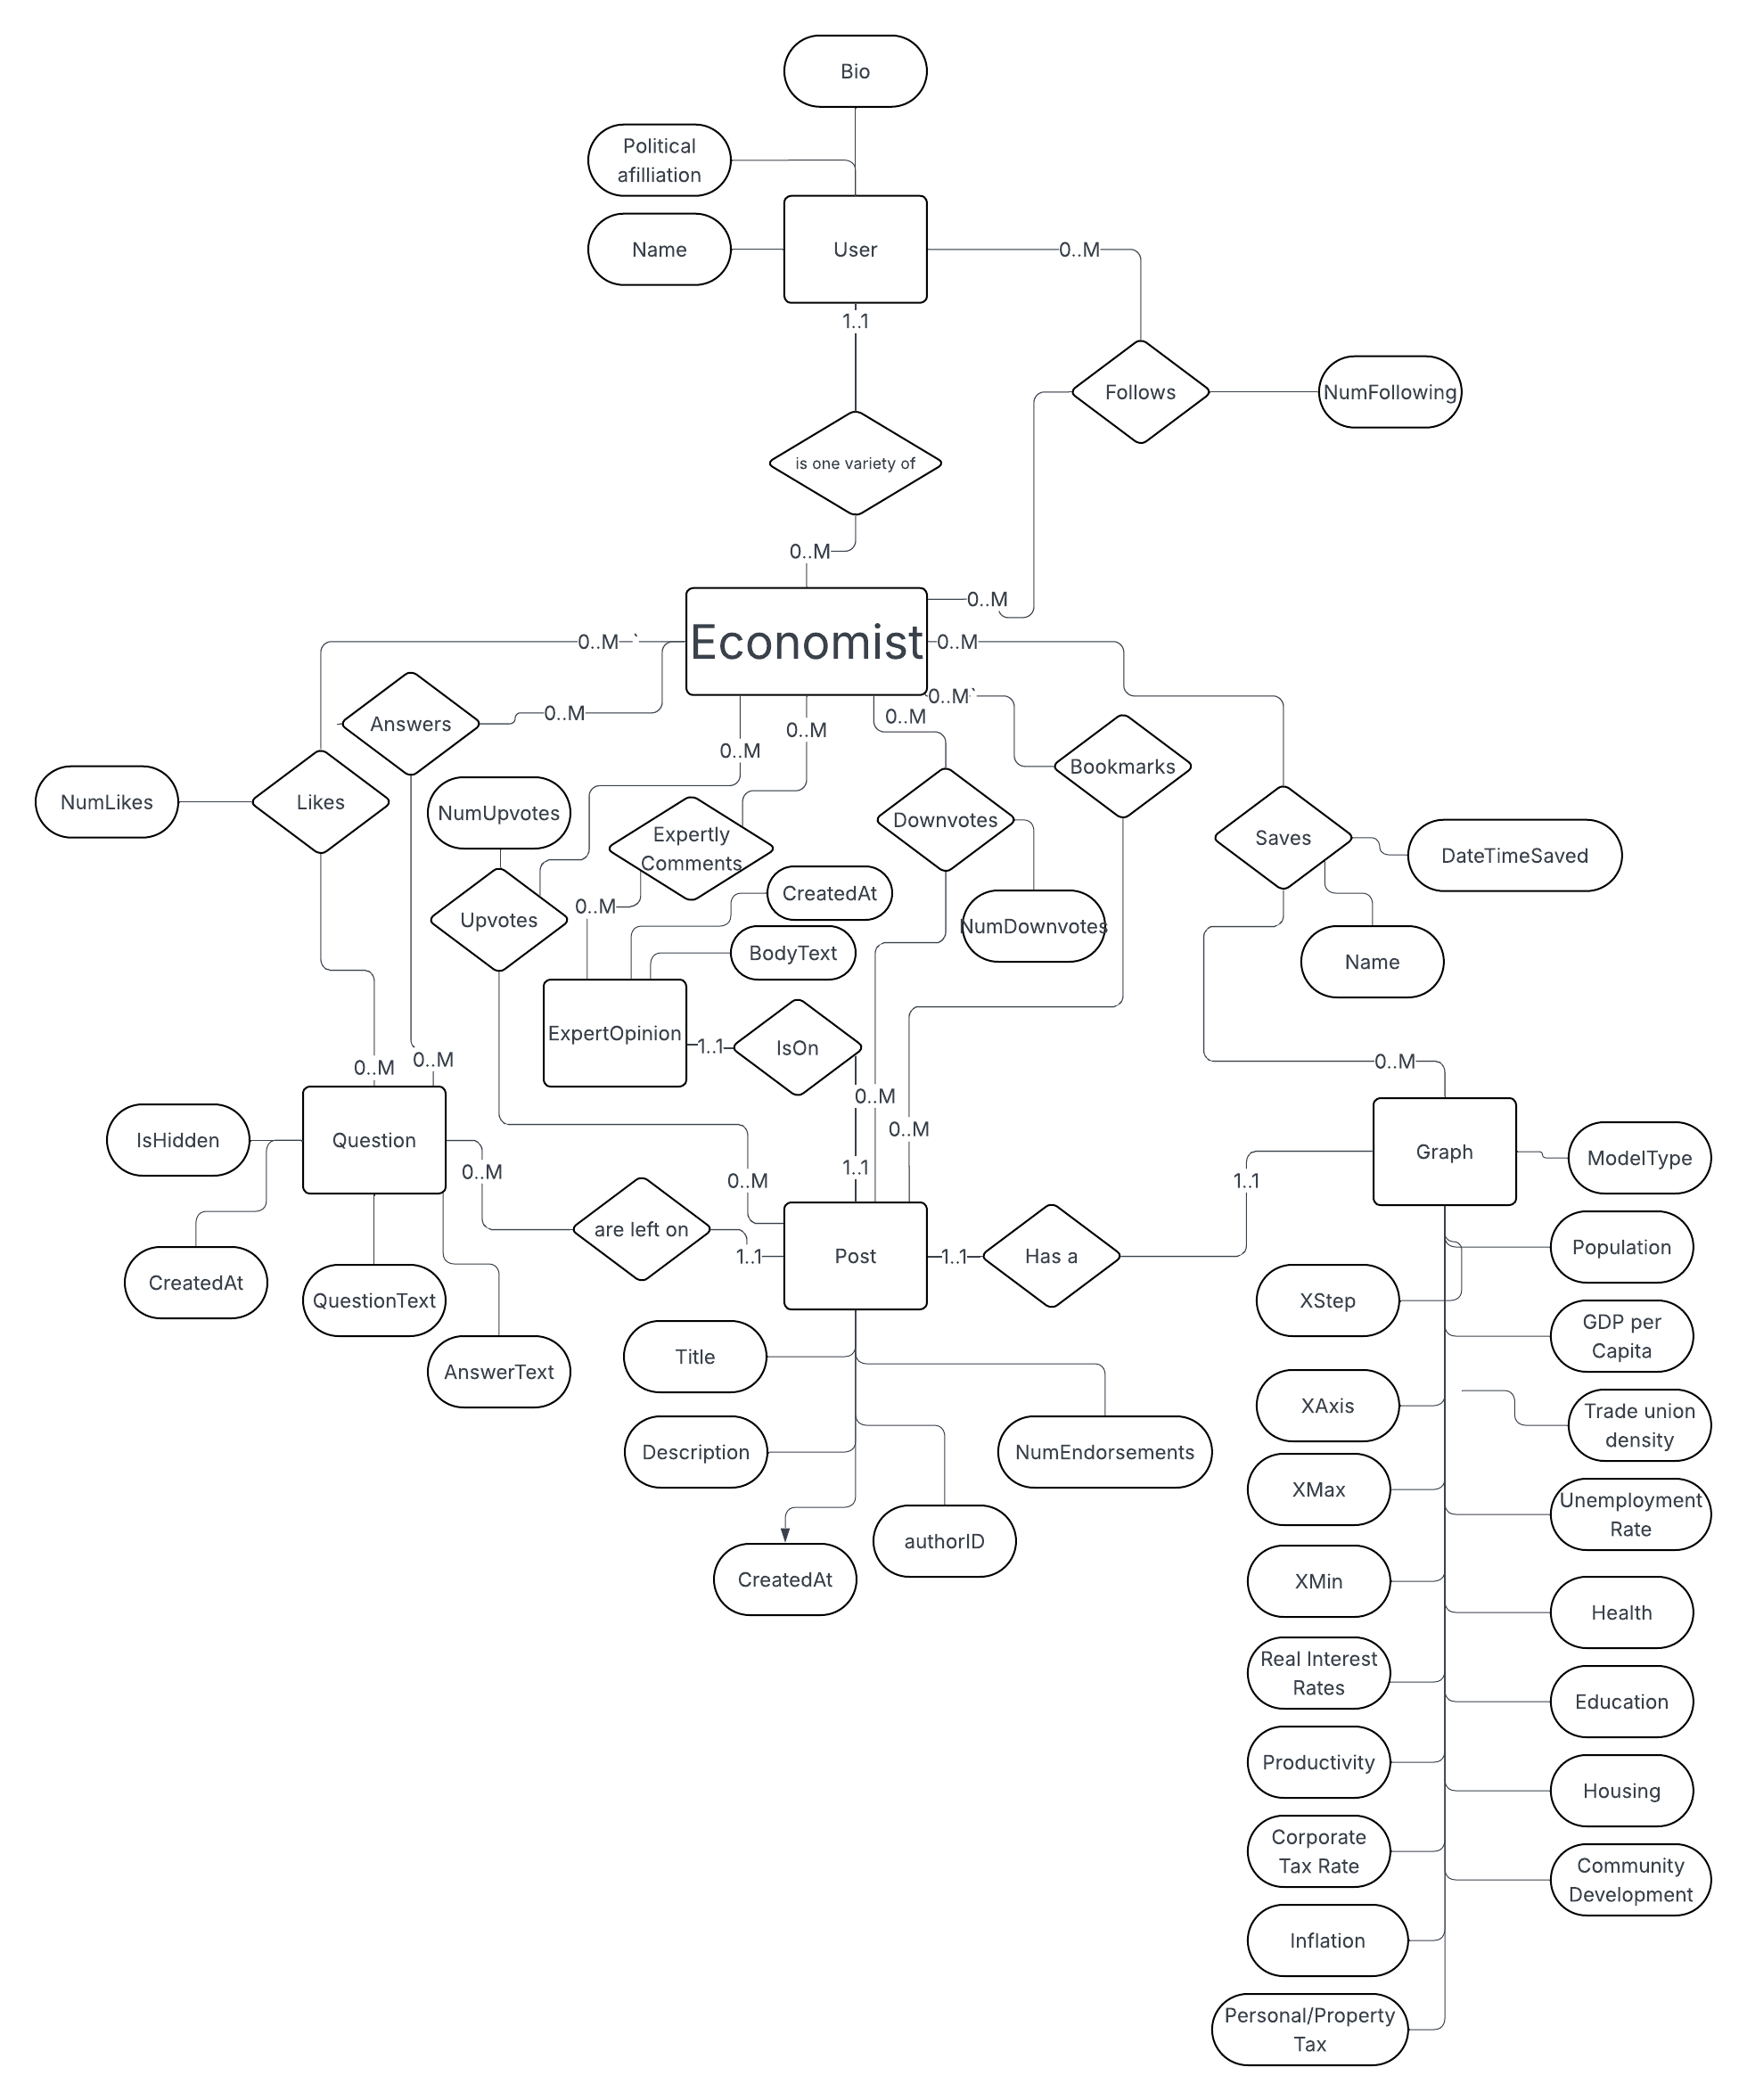 Bio
Political
afilliation
Name
User
0..M
1..1
Follows
NumFollowing
is one variety of
0..M
0..M
Economist
0..M
`
0..M
0..M`
0..M
0..M
0..M
0..M
Answers
Bookmarks
NumLikes
Likes
NumUpvotes
Expertly
Comments
Downvotes
Saves
DateTimeSaved
CreatedAt
0..M
Upvotes
NumDownvotes
BodyText
Name
ExpertOpinion
1..1
IsOn
0..M
0..M
0..M
0..M
0..M
IsHidden
Question
0..M
1..1
0..M
1..1
Graph
ModelType
are left on
1..1
Post
1..1
Has a
Population
CreatedAt
QuestionText
XStep
GDP per
Capita
AnswerText
Title
XAxis
Trade union
density
Description
NumEndorsements
XMax
Unemployment
Rate
authorID
CreatedAt
XMin
Health
Real Interest
Rates
Education
Productivity
Housing
Corporate
Tax Rate
Community
Development
Inflation
Personal/Property
Tax